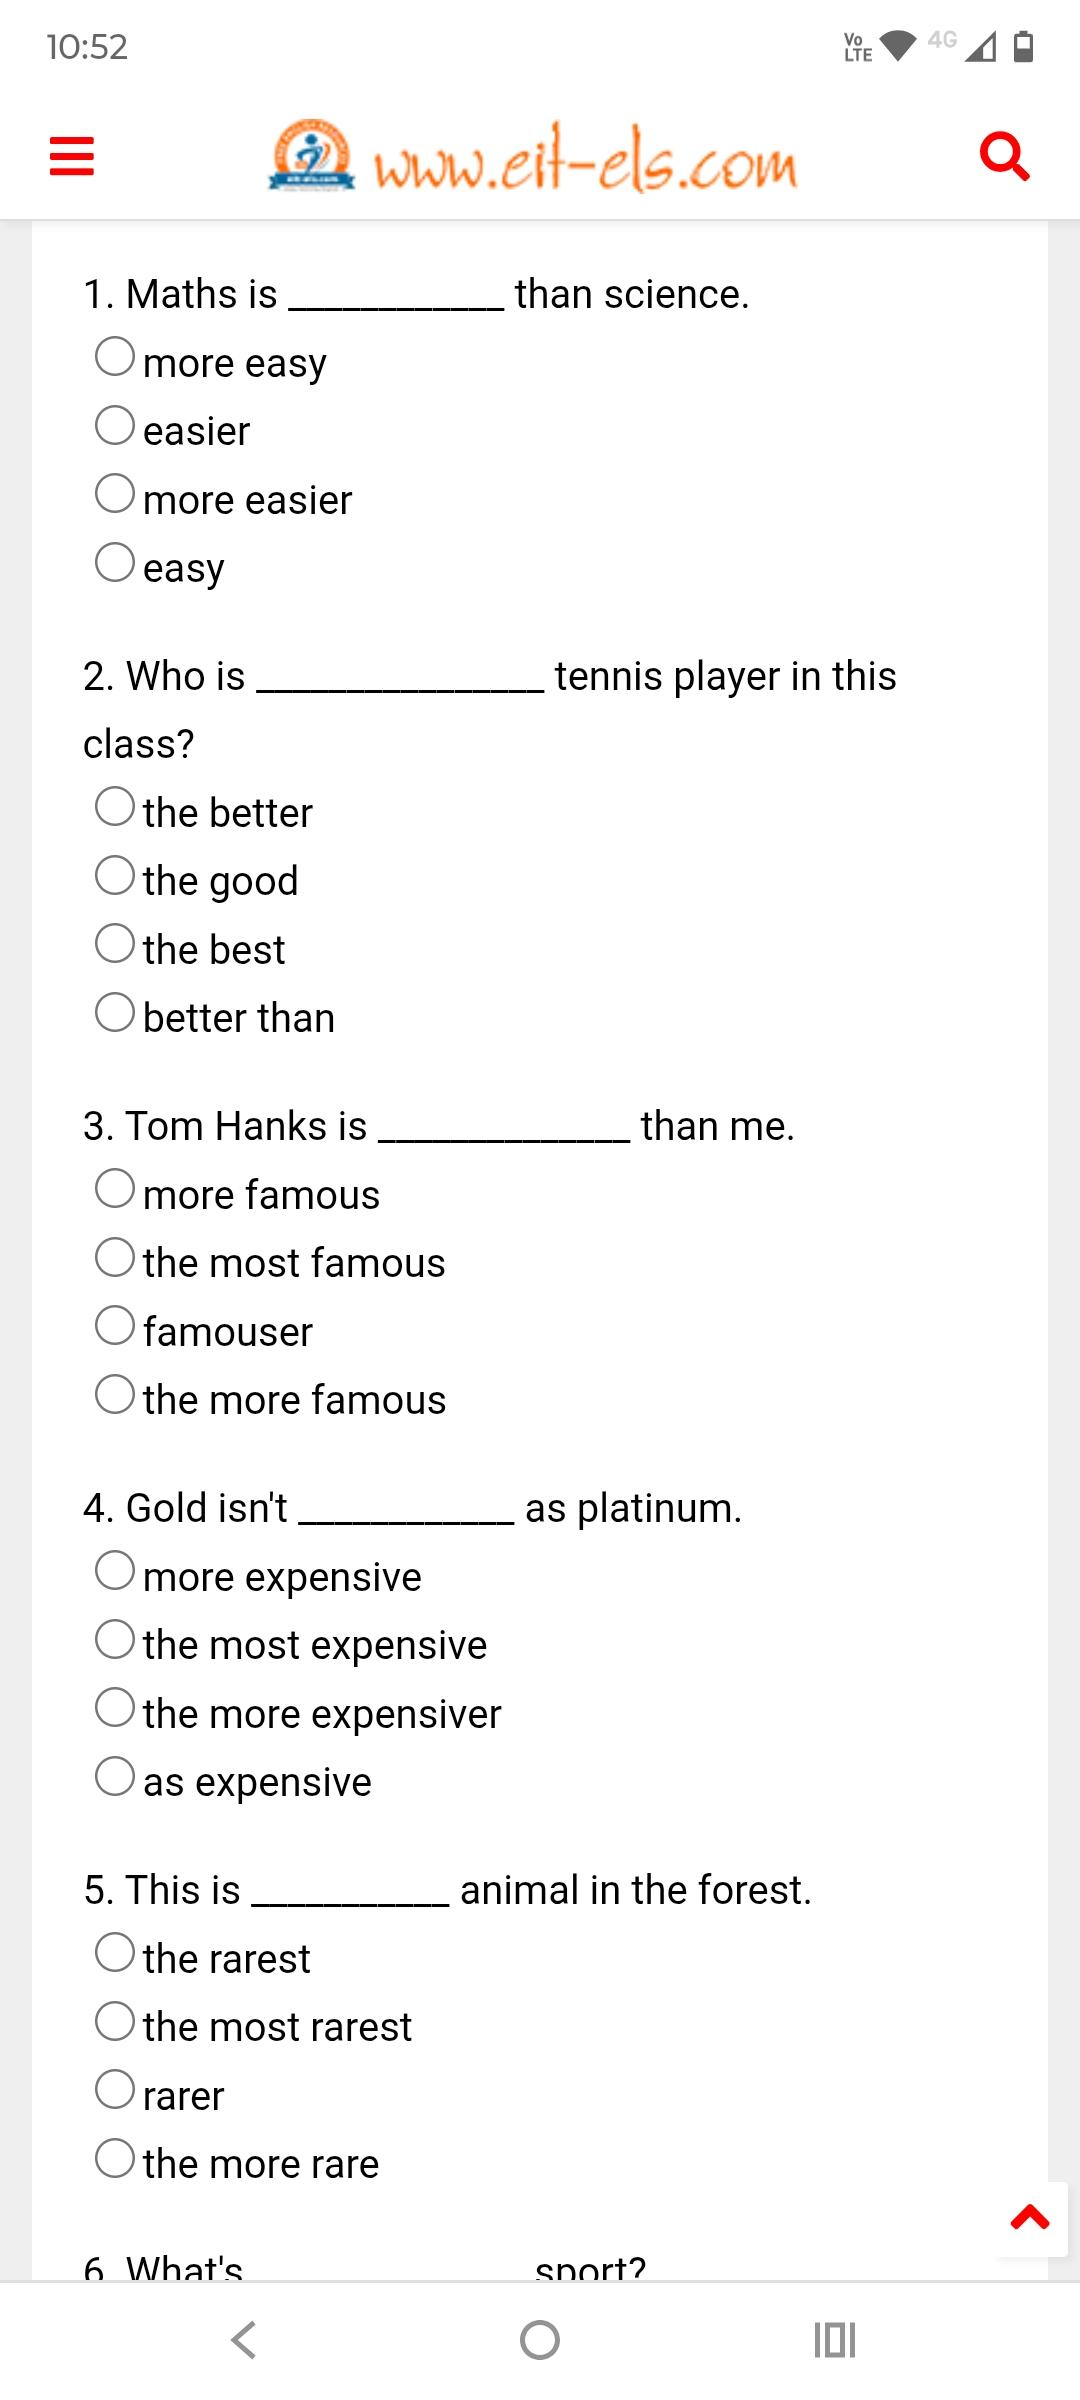 10:52
Vo LTE 4G
www.eit-els.com
1. Maths is ____________ than science.
more easy
easier
more easier
easy
2. Who is ________________ tennis player in this
class?
the better
the good
the best
better than
3. Tom Hanks is ______________ than me.
more famous
the most famous
famouser
the more famous
4. Gold isn't ____________ as platinum.
more expensive
the most expensive
the more expensiver
as expensive
5. This is ___________ animal in the forest.
the rarest
the most rarest
rarer
the more rare
6. What's sport?